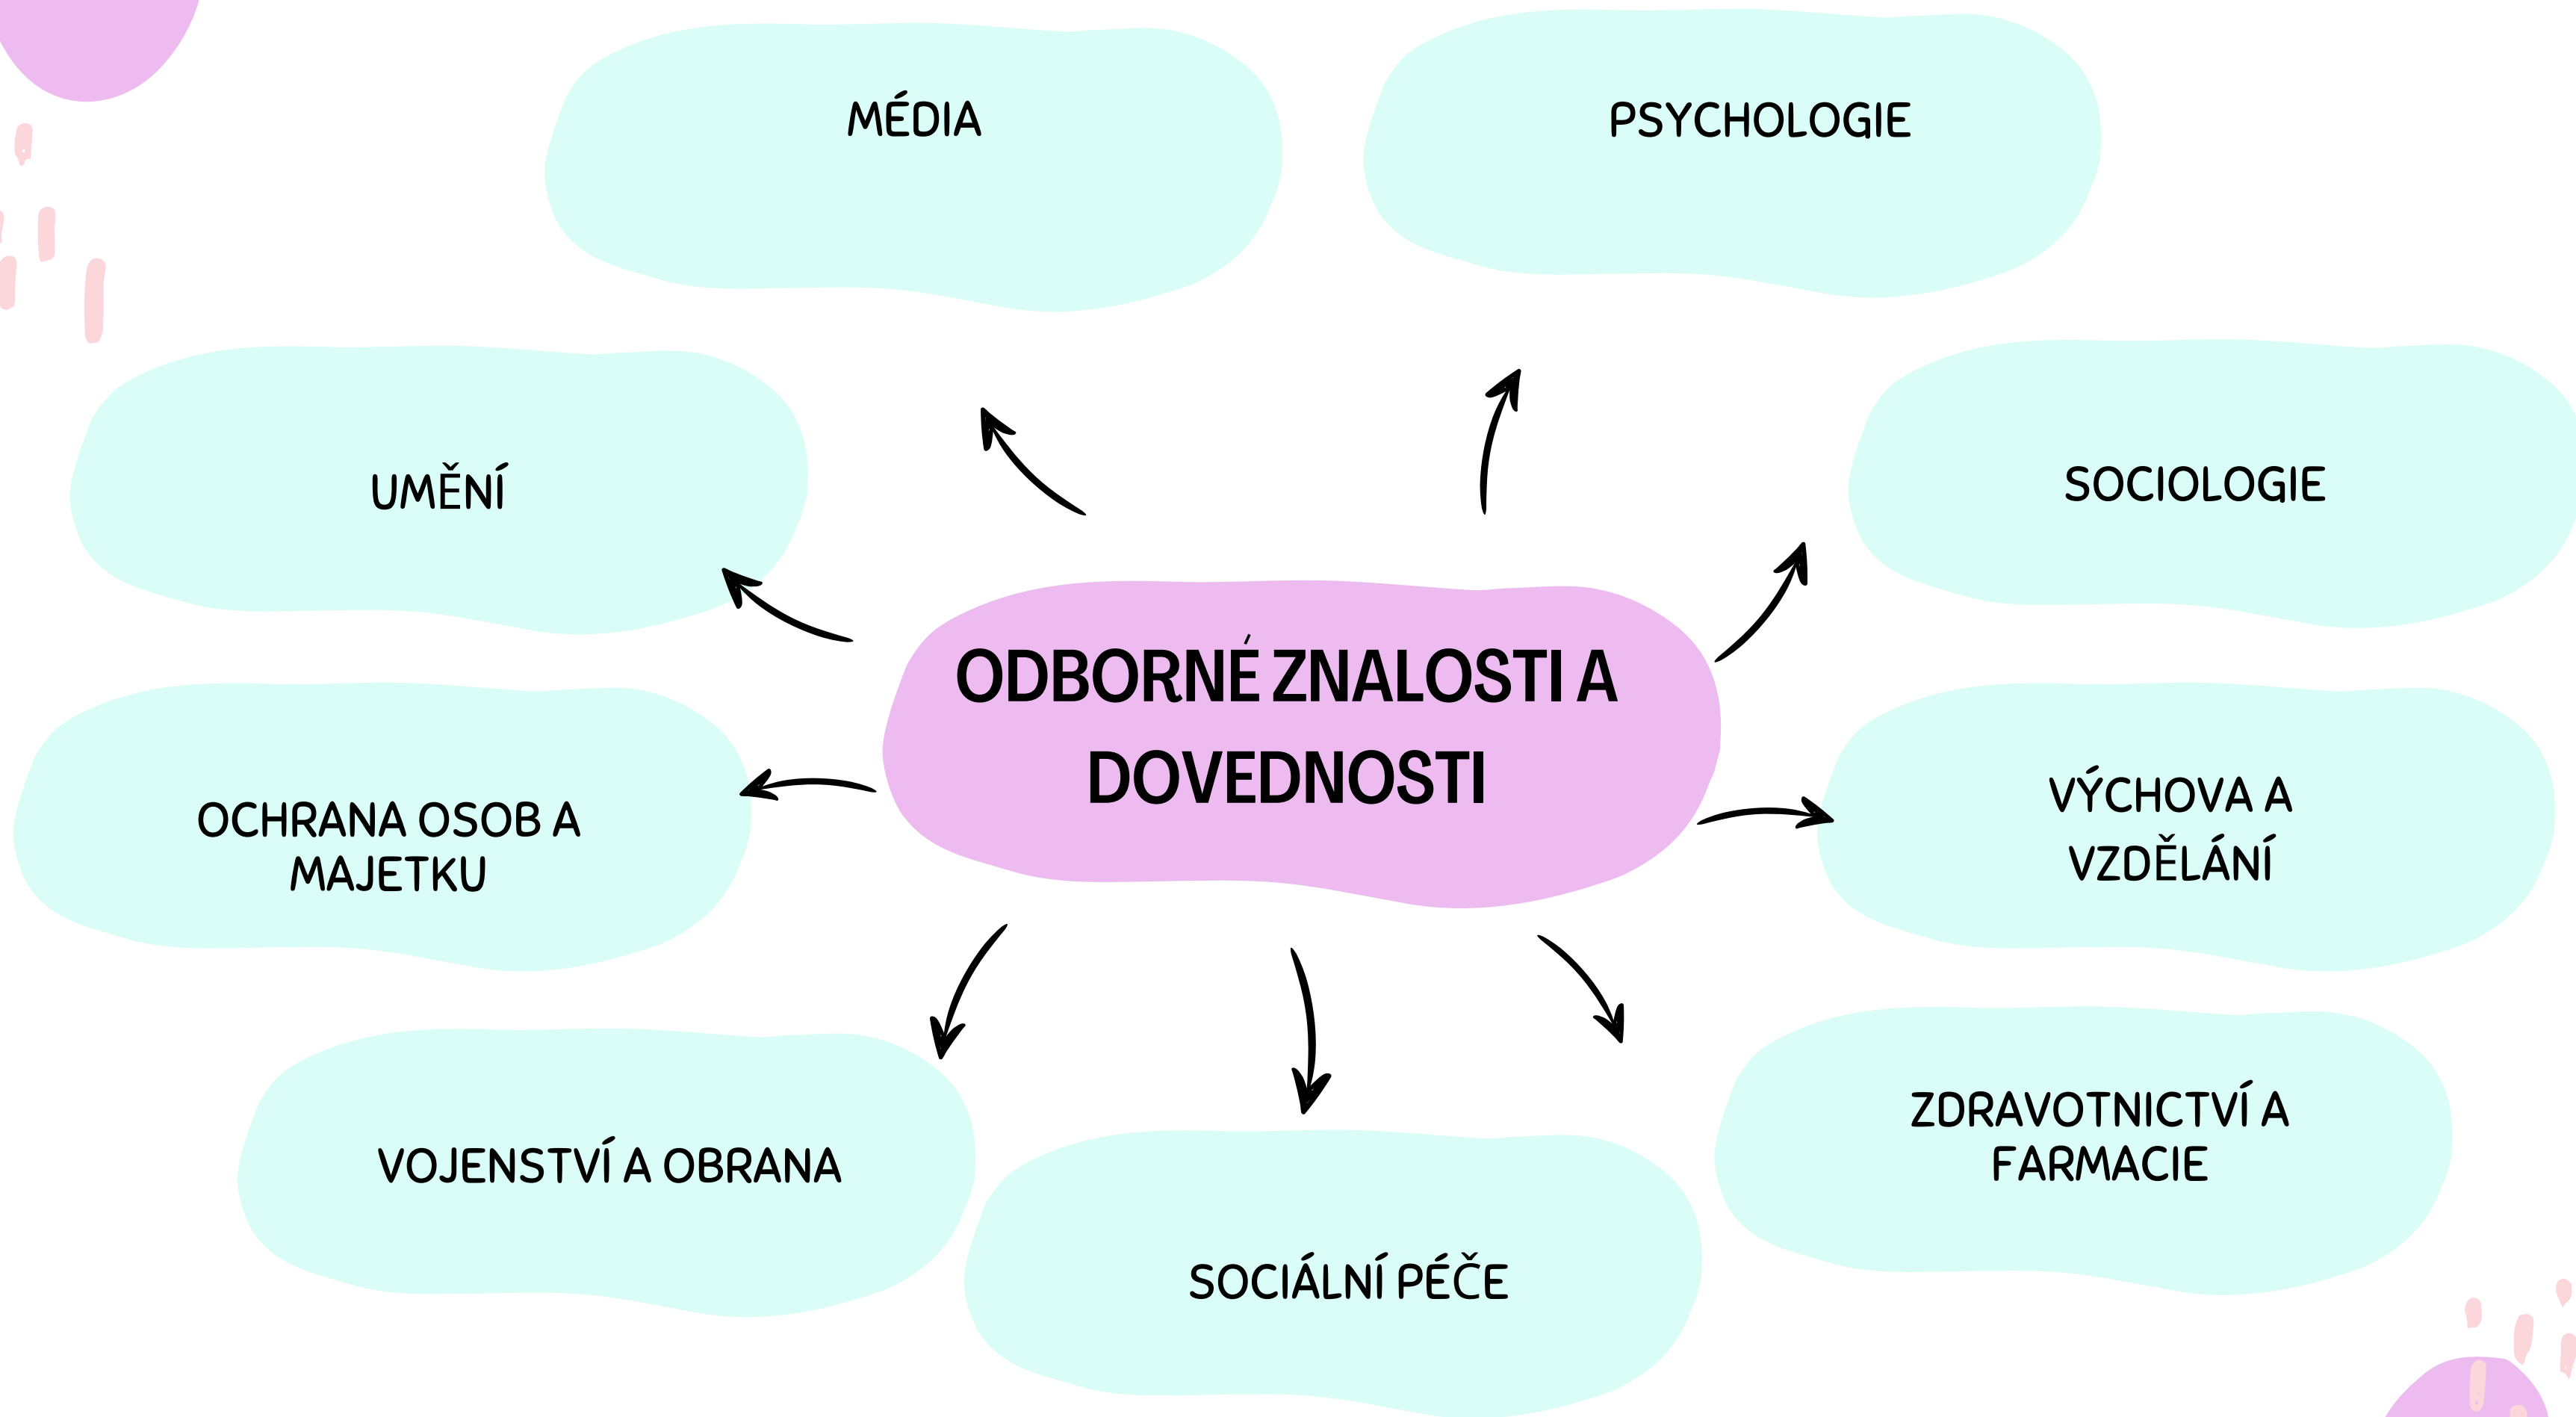 MÉDIA
PSYCHOLOGIE
UMĚNÍ
SOCIOLOGIE
ODBORNÉ ZNALOSTI A
DOVEDNOSTI
OCHRANA OSOB A
MAJETKU
VÝCHOVA A
VZDĚLÁNÍ
VOJENSTVÍ A OBRANA
SOCIÁLNÍ PÉČE
ZDRAVOTNICTVÍ A
FARMACIE